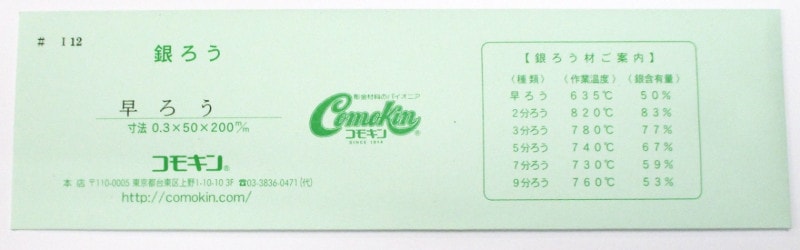 # I 12
銀ろう
早ろう
寸法 0.3×50×200m/m
コモキン®
本店 〒110-0005 東京都台東区上野1-10-10 3F ☎03-3836-0471(代)
http://comokin.com/
彫金材料のパイオニア
Comokin
コモキン®
SINCE 1914
【銀ろう材ご案内】
(種類) (作業温度) (銀含有量)
早ろう 635℃ 50%
2分ろう 820℃ 83%
3分ろう 780℃ 77%
5分ろう 740℃ 67%
7分ろう 730℃ 59%
9分ろう 760℃ 53%